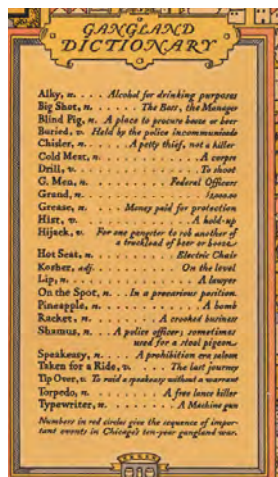 GANGLAND
DICTIONARY
Alky, n. . . . Alcohol for drinking purposes
Big Shot, n. . . . . The Boss, the Manager
Blind Pig, n. A place to procure booze or beer
Buried, v. Held by the police incommunicado
Chisler, n. . . . . A petty thief, not a killer
Cold Meat, n. . . . . . . . . . . . . A corpse
Drill, v. . . . . . . . . . . . . . . . To shoot
G. Men, n. . . . . . . . . Federal Officers
Grand, n. . . . . . . . . . . . . . $1,000.00
Grease, n. . . . Money paid for protection
Hist, v. . . . . . . . . . . . . . . A hold-up
Hijack, v. For one gangster to rob another of
a truckload of beer or booze.
Hot Seat, n. . . . . . . . . Electric Chair
Kosher, adj. . . . . . . . . . On the level
Lip, n. . . . . . . . . . . . . . . . A lawyer
On the Spot, n. . . In a precarious position.
Pineapple, n. . . . . . . . . . . . . A bomb
Racket, n. . . . . . . . A crooked business
Shamus, n. . . . A police officer; sometimes
used for a stool pigeon.
Speakeasy, n. . . . . A prohibition era saloon
Taken for a Ride, v. . . . The last journey
Tip Over, v. To raid a speakeasy without a warrant
Torpedo, n. . . . . . . A free lance killer
Typewriter, n. . . . . . . A Machine gun
Numbers in red circles give the sequence of impor-
tant events in Chicago's ten-year gangland war.